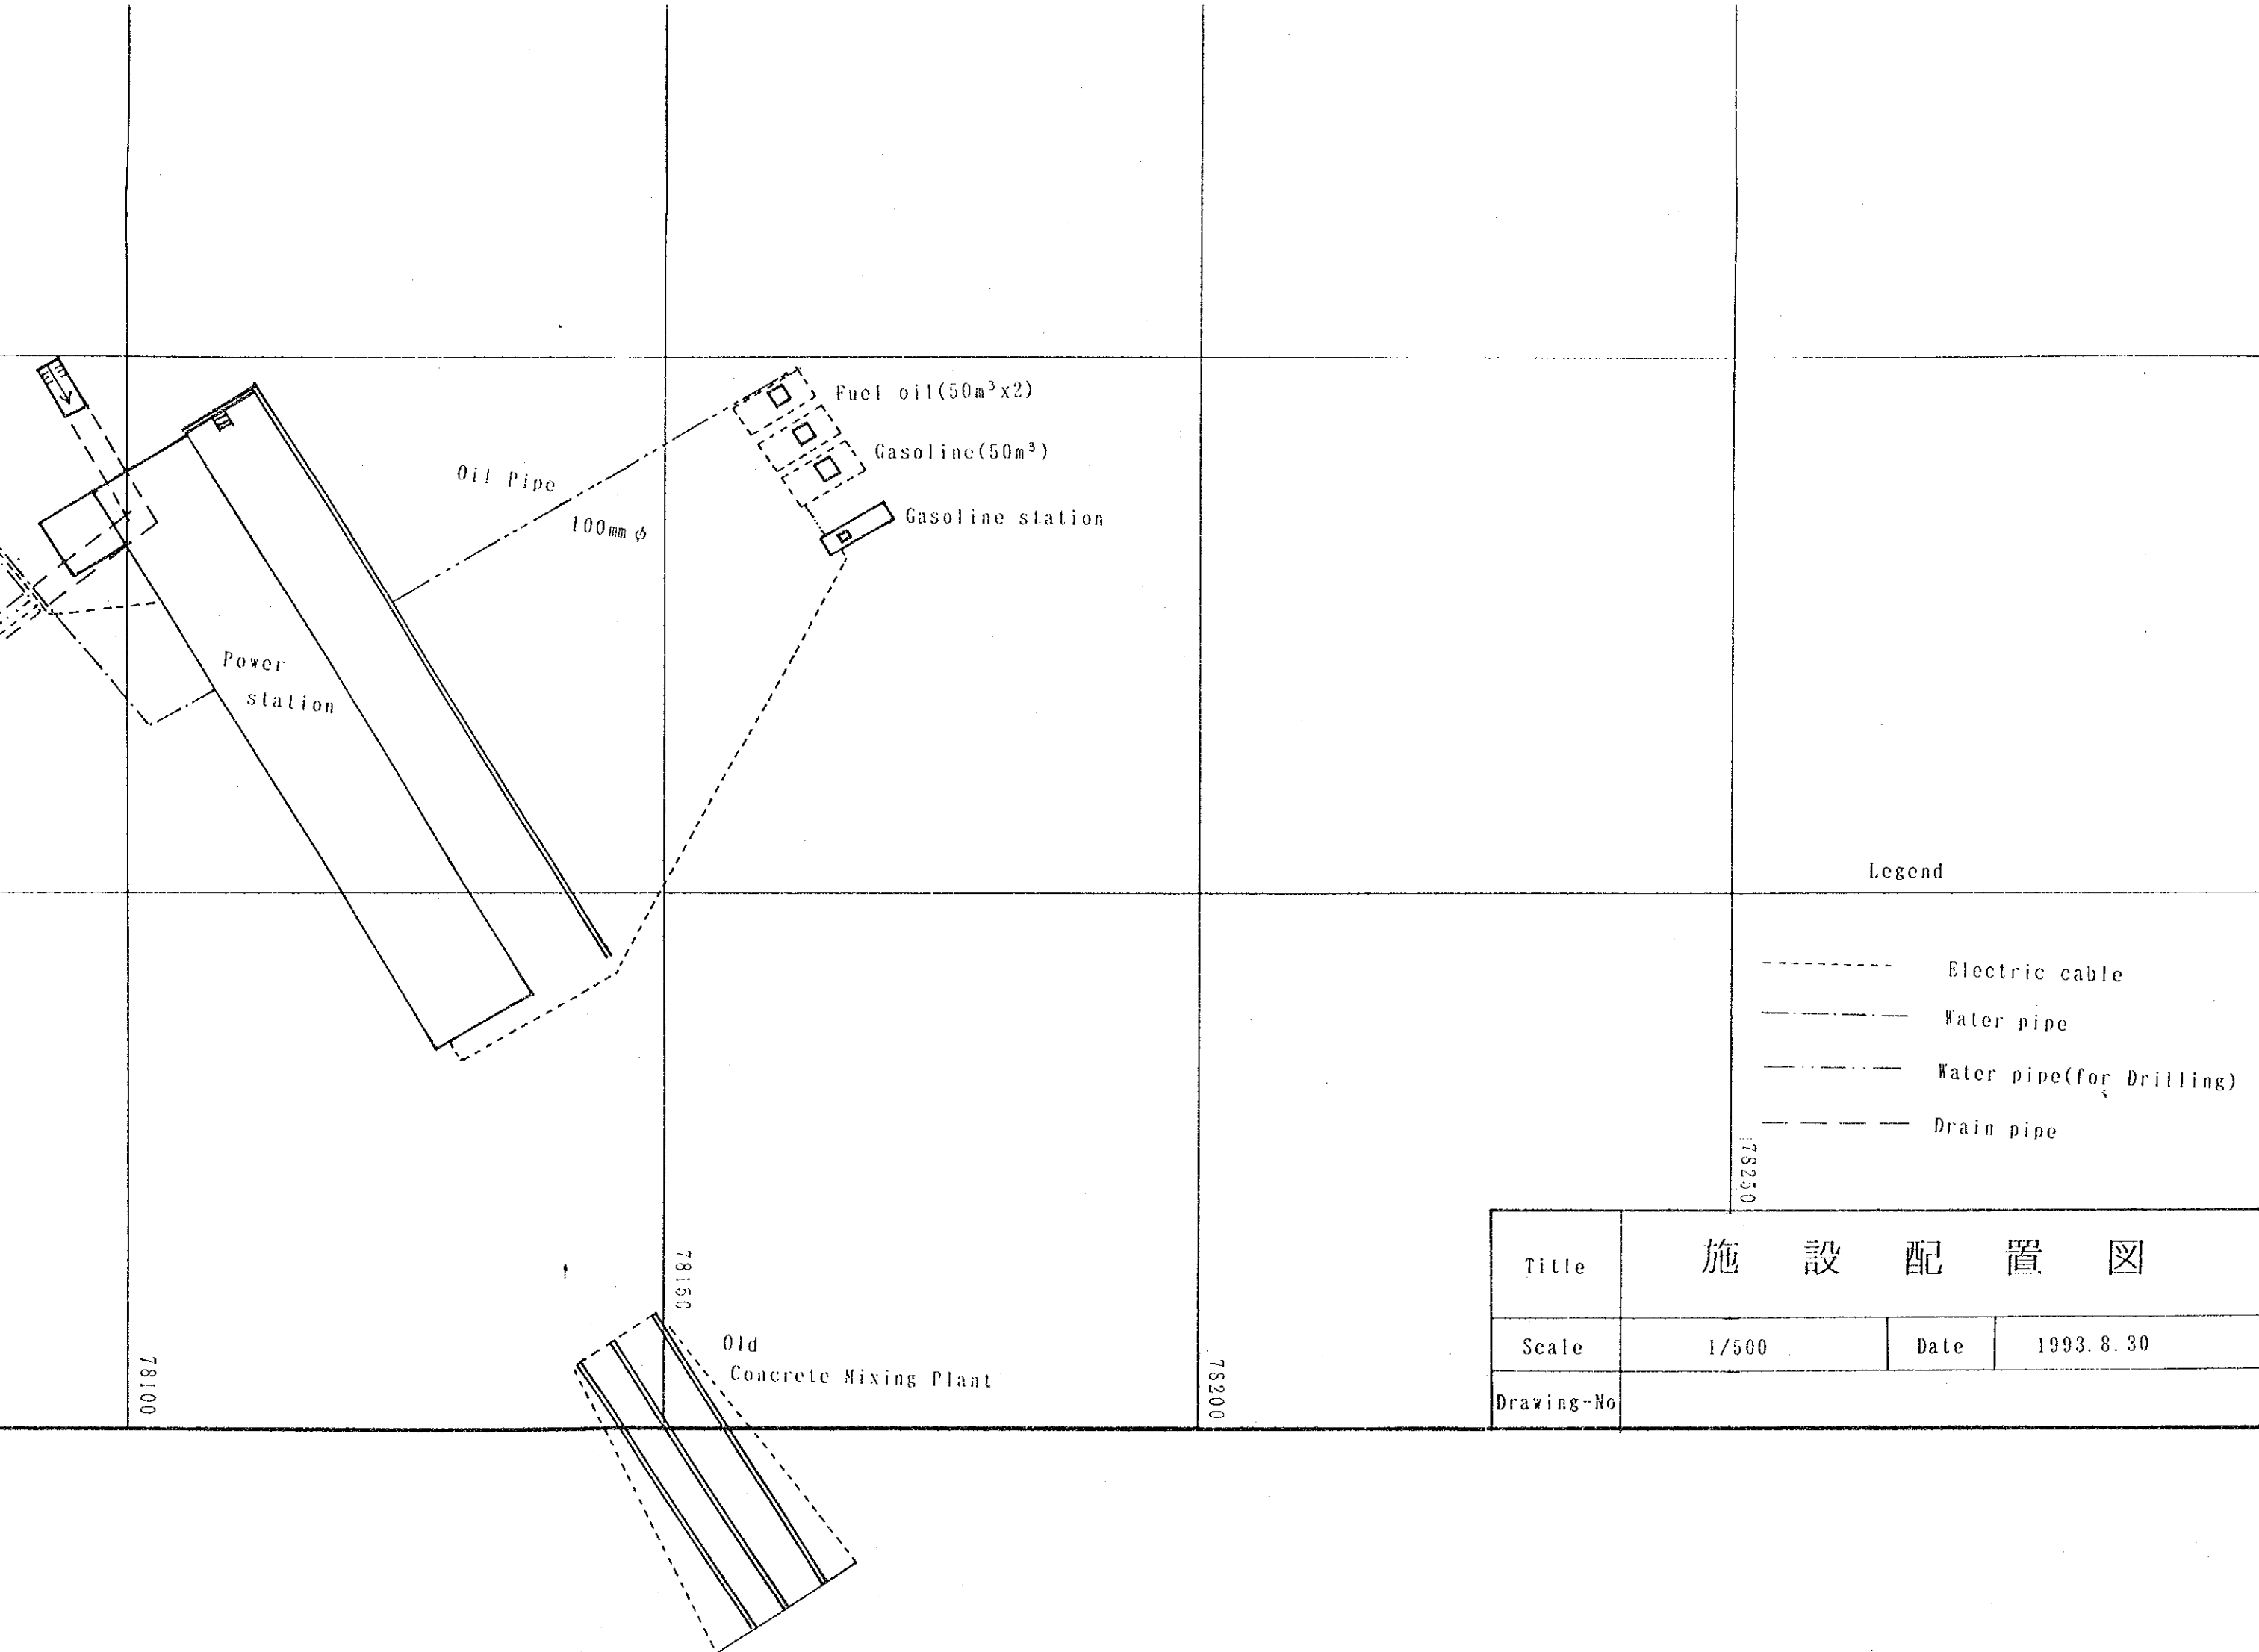 Fuel oil(50m³x2)
Gasoline(50m³)
Oil Pipe
100mm φ
Gasoline station
Power
station
Legend
Electric cable
Water pipe
Water pipe(for Drilling)
Drain pipe
78250
78150
78100
78200
Old
Concrete Mixing Plant
Title 施設配置図
Scale 1/500 Date 1993.8.30
Drawing-No